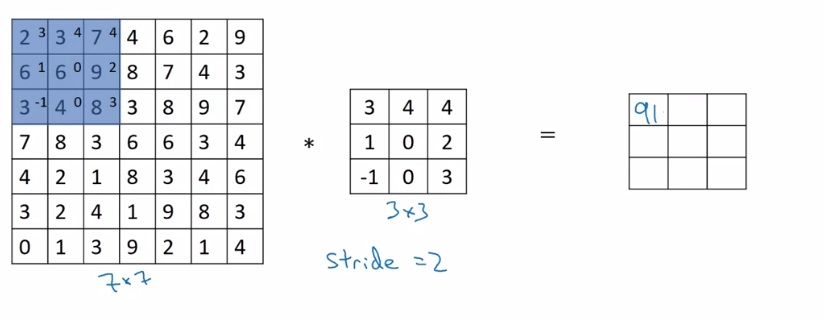 2 3 3 4 7 4 4 6 2 9
6 1 6 0 9 2 8 7 4 3
3 -1 4 0 8 3 3 8 9 7
7 8 3 6 6 3 4
4 2 1 8 3 4 6
3 2 4 1 9 8 3
0 1 3 9 2 1 4
7×7
*
3 4 4
1 0 2
-1 0 3
3×3
stride = 2
=
91